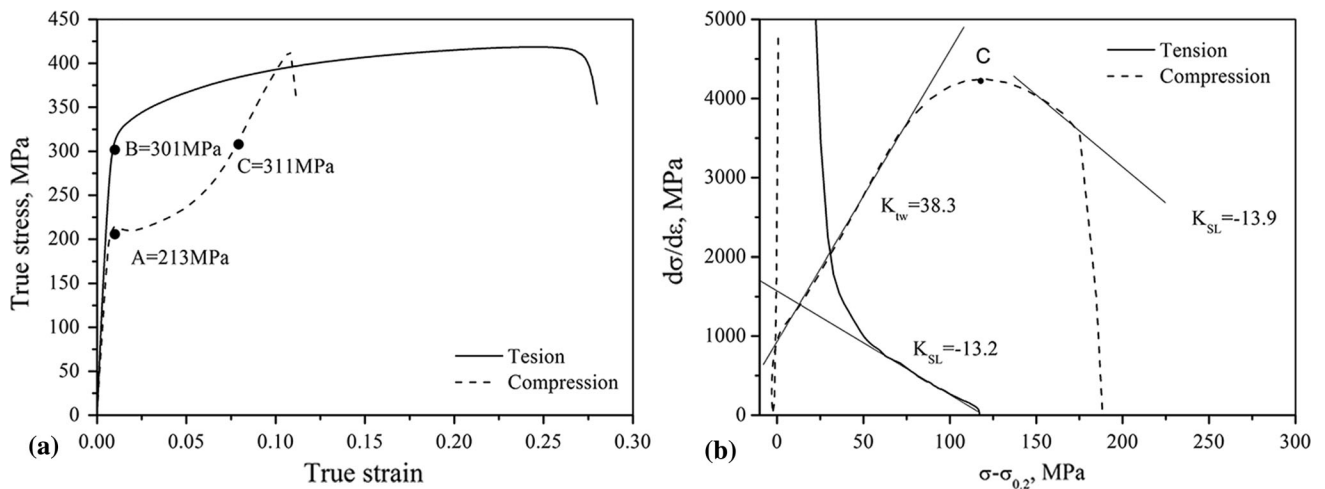 450
400
350
300
250
200
150
100
50
0
True stress, MPa
B=301MPa
C=311MPa
A=213MPa
Tesion
Compression
0.00 0.05 0.10 0.15 0.20 0.25 0.30
True strain
(a)
5000
4000
3000
2000
1000
0
dσ/dε, MPa
Tension
Compression
C
K_tw=38.3
K_SL=-13.9
K_SL=-13.2
0 50 100 150 200 250 300
σ-σ_0.2, MPa
(b)